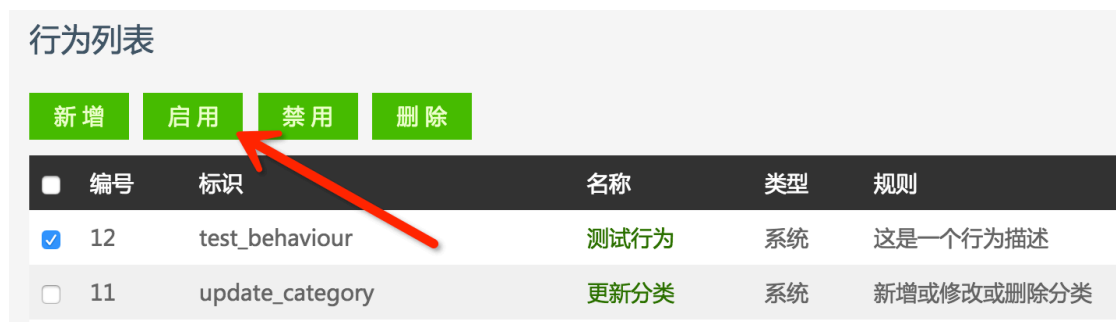 行为列表
新增 启用 禁用 删除
编号 标识 名称 类型 规则
12 test_behaviour 测试行为 系统 这是一个行为描述
11 update_category 更新分类 系统 新增或修改或删除分类